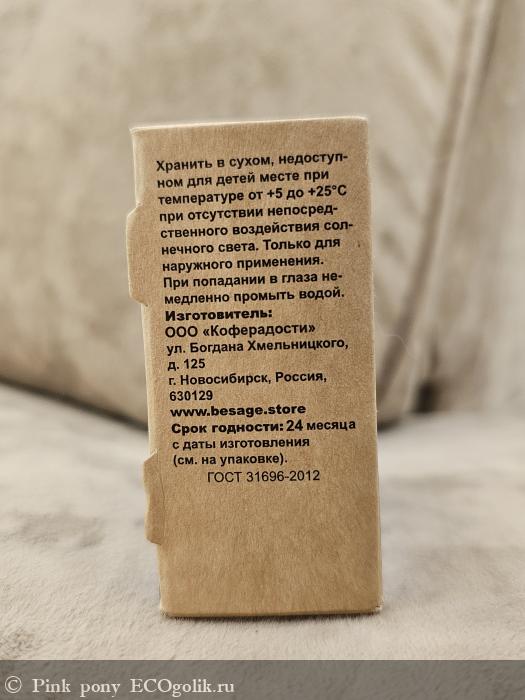 Хранить в сухом, недоступ-
ном для детей месте при
температуре от +5 до +25°С
при отсутствии непосред-
ственного воздействия сол-
нечного света. Только для
наружного применения.
При попадании в глаза не-
медленно промыть водой.
Изготовитель:
ООО «Коферадости»
ул. Богдана Хмельницкого,
д. 125
г. Новосибирск, Россия,
630129
www.besage.store
Срок годности: 24 месяца
с даты изготовления
(см. на упаковке).
ГОСТ 31696-2012
© Pink pony ECOgolik.ru